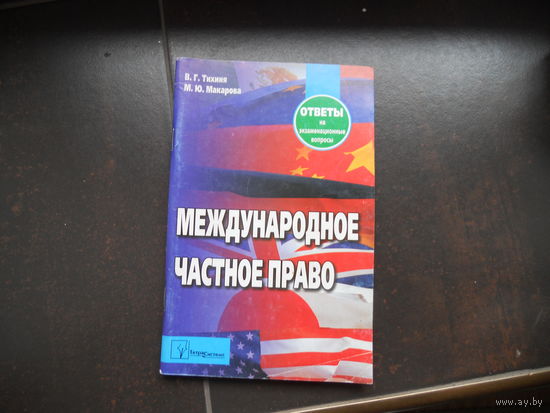 В. Г. Тихиня
М. Ю. Макарова
ОТВЕТЫ
на
экзаменационные
вопросы
МЕЖДУНАРОДНОЕ
ЧАСТНОЕ ПРАВО
ТетраСистемс
www.ay.by